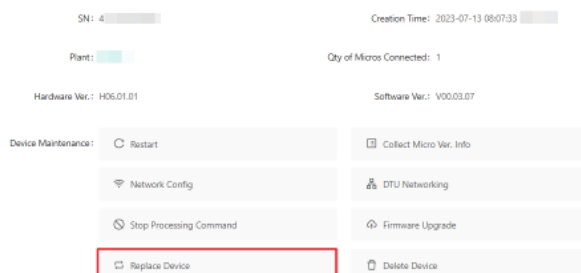 SN: 4
Creation Time: 2023-07-13 08:07:33
Plant:
Qty of Micros Connected: 1
Hardware Ver.: H06.01.01
Software Ver.: V00.03.07
Device Maintenance:
Restart
Collect Micro Ver. Info
Network Config
DTU Networking
Stop Processing Command
Firmware Upgrade
Replace Device
Delete Device